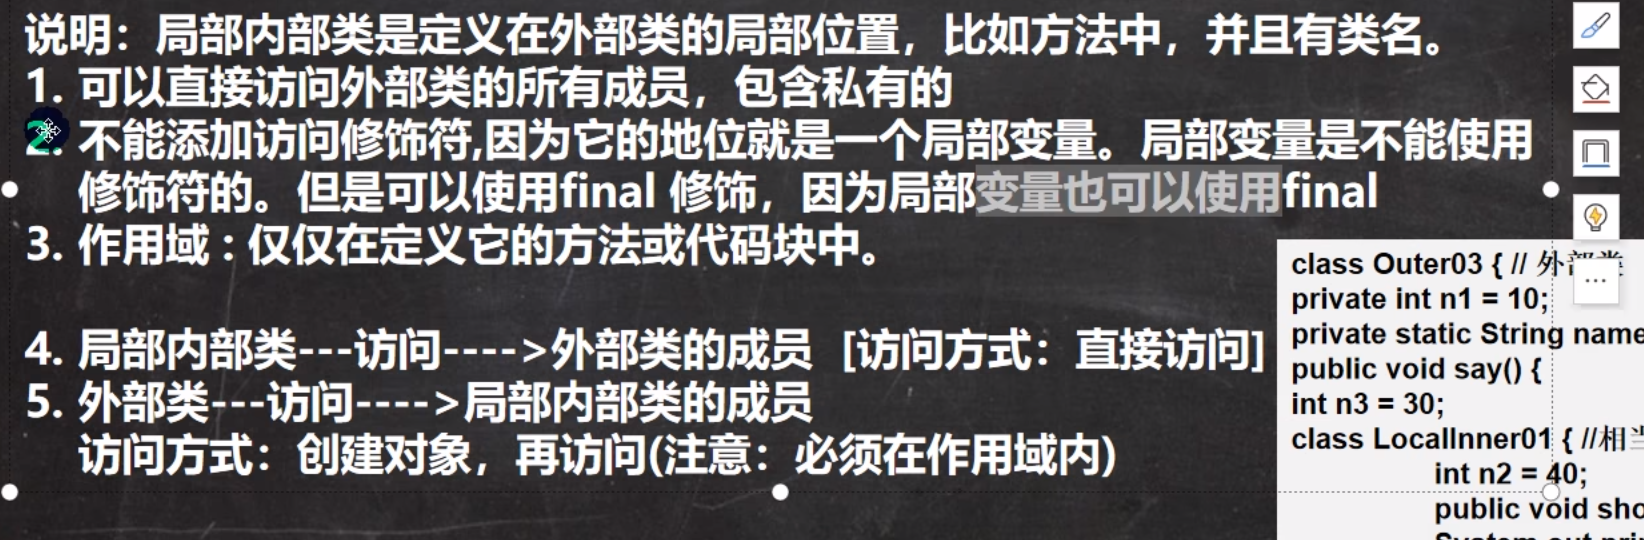 说明：局部内部类是定义在外部类的局部位置，比如方法中，并且有类名。
1. 可以直接访问外部类的所有成员，包含私有的
2. 不能添加访问修饰符,因为它的地位就是一个局部变量。局部变量是不能使用
修饰符的。但是可以使用final 修饰，因为局部变量也可以使用final
3. 作用域 : 仅仅在定义它的方法或代码块中。
4. 局部内部类---访问---->外部类的成员 [访问方式：直接访问]
5. 外部类---访问---->局部内部类的成员
访问方式：创建对象，再访问(注意：必须在作用域内)
class Outer03 { // 外部类
private int n1 = 10;
private static String name
public void say() {
int n3 = 30;
class LocalInner01 { //相当
int n2 = 40;
public void sho